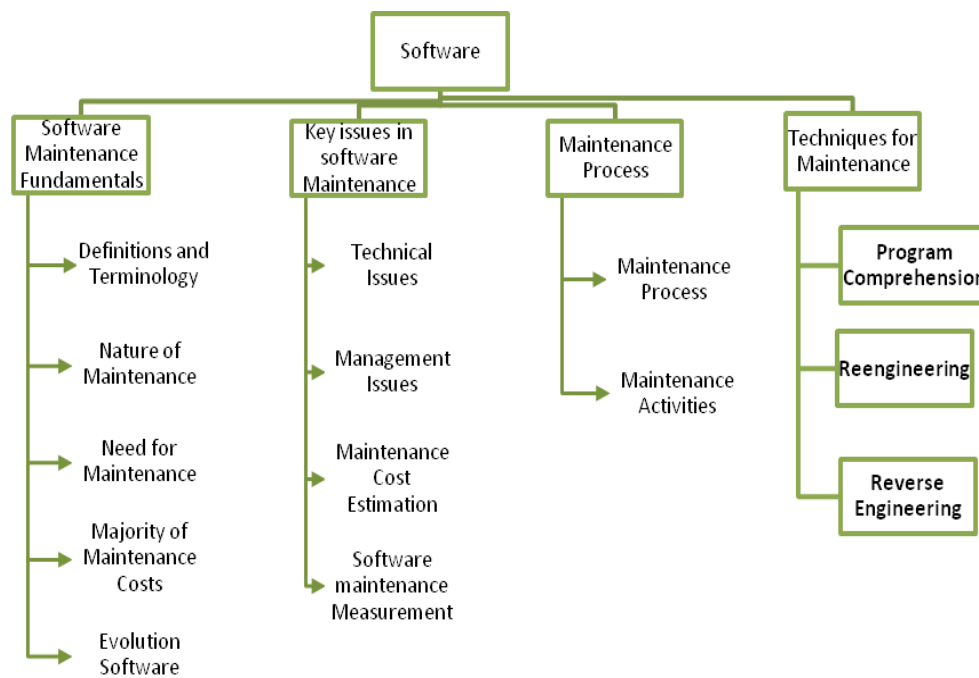 Software
Software
Maintenance
Fundamentals
Definitions and
Terminology
Nature of
Maintenance
Need for
Maintenance
Majority of
Maintenance
Costs
Evolution
Software
Key issues in
software
Maintenance
Technical
Issues
Management
Issues
Maintenance
Cost
Estimation
Software
maintenance
Measurement
Maintenance
Process
Maintenance
Process
Maintenance
Activities
Techniques for
Maintenance
Program
Comprehension
Reengineering
Reverse
Engineering